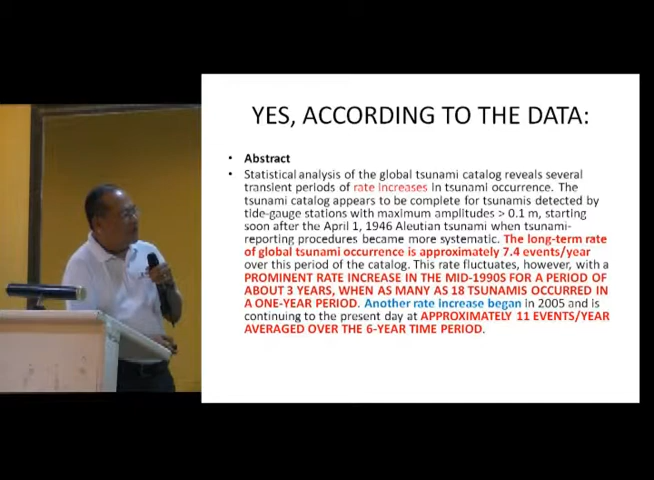 YES, ACCORDING TO THE DATA:
• Abstract
• Statistical analysis of the global tsunami catalog reveals several
transient periods of rate increases in tsunami occurrence. The
tsunami catalog appears to be complete for tsunamis detected by
tide-gauge stations with maximum amplitudes > 0.1 m, starting
soon after the April 1, 1946 Aleutian tsunami when tsunami-
reporting procedures became more systematic. The long-term rate
of global tsunami occurrence is approximately 7.4 events/year
over this period of the catalog. This rate fluctuates, however, with a
PROMINENT RATE INCREASE IN THE MID-1990S FOR A PERIOD OF
ABOUT 3 YEARS, WHEN AS MANY AS 18 TSUNAMIS OCCURRED IN
A ONE-YEAR PERIOD. Another rate increase began in 2005 and is
continuing to the present day at APPROXIMATELY 11 EVENTS/YEAR
AVERAGED OVER THE 6-YEAR TIME PERIOD.